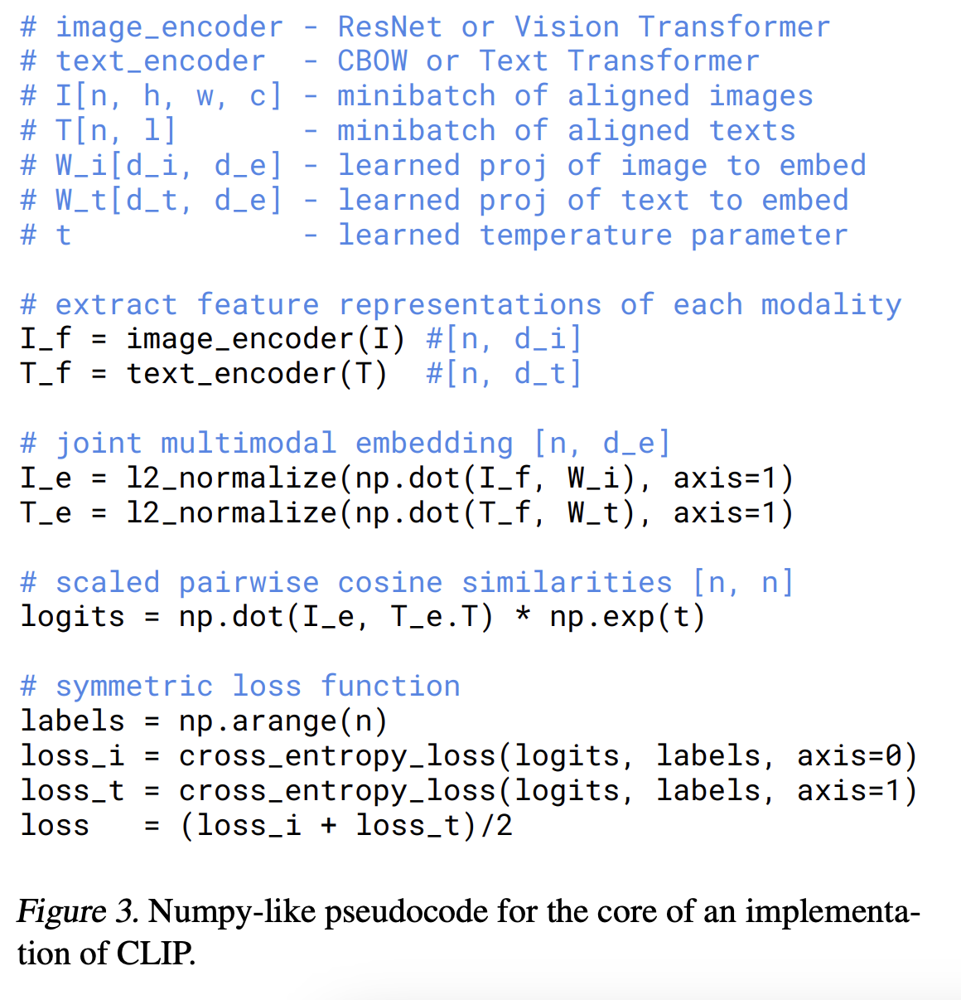 # image_encoder - ResNet or Vision Transformer
# text_encoder  - CBOW or Text Transformer
# I[n, h, w, c] - minibatch of aligned images
# T[n, l]       - minibatch of aligned texts
# W_i[d_i, d_e] - learned proj of image to embed
# W_t[d_t, d_e] - learned proj of text to embed
# t             - learned temperature parameter

# extract feature representations of each modality
I_f = image_encoder(I) #[n, d_i]
T_f = text_encoder(T)  #[n, d_t]

# joint multimodal embedding [n, d_e]
I_e = l2_normalize(np.dot(I_f, W_i), axis=1)
T_e = l2_normalize(np.dot(T_f, W_t), axis=1)

# scaled pairwise cosine similarities [n, n]
logits = np.dot(I_e, T_e.T) * np.exp(t)

# symmetric loss function
labels = np.arange(n)
loss_i = cross_entropy_loss(logits, labels, axis=0)
loss_t = cross_entropy_loss(logits, labels, axis=1)
loss   = (loss_i + loss_t)/2

Figure 3. Numpy-like pseudocode for the core of an implementa-
tion of CLIP.